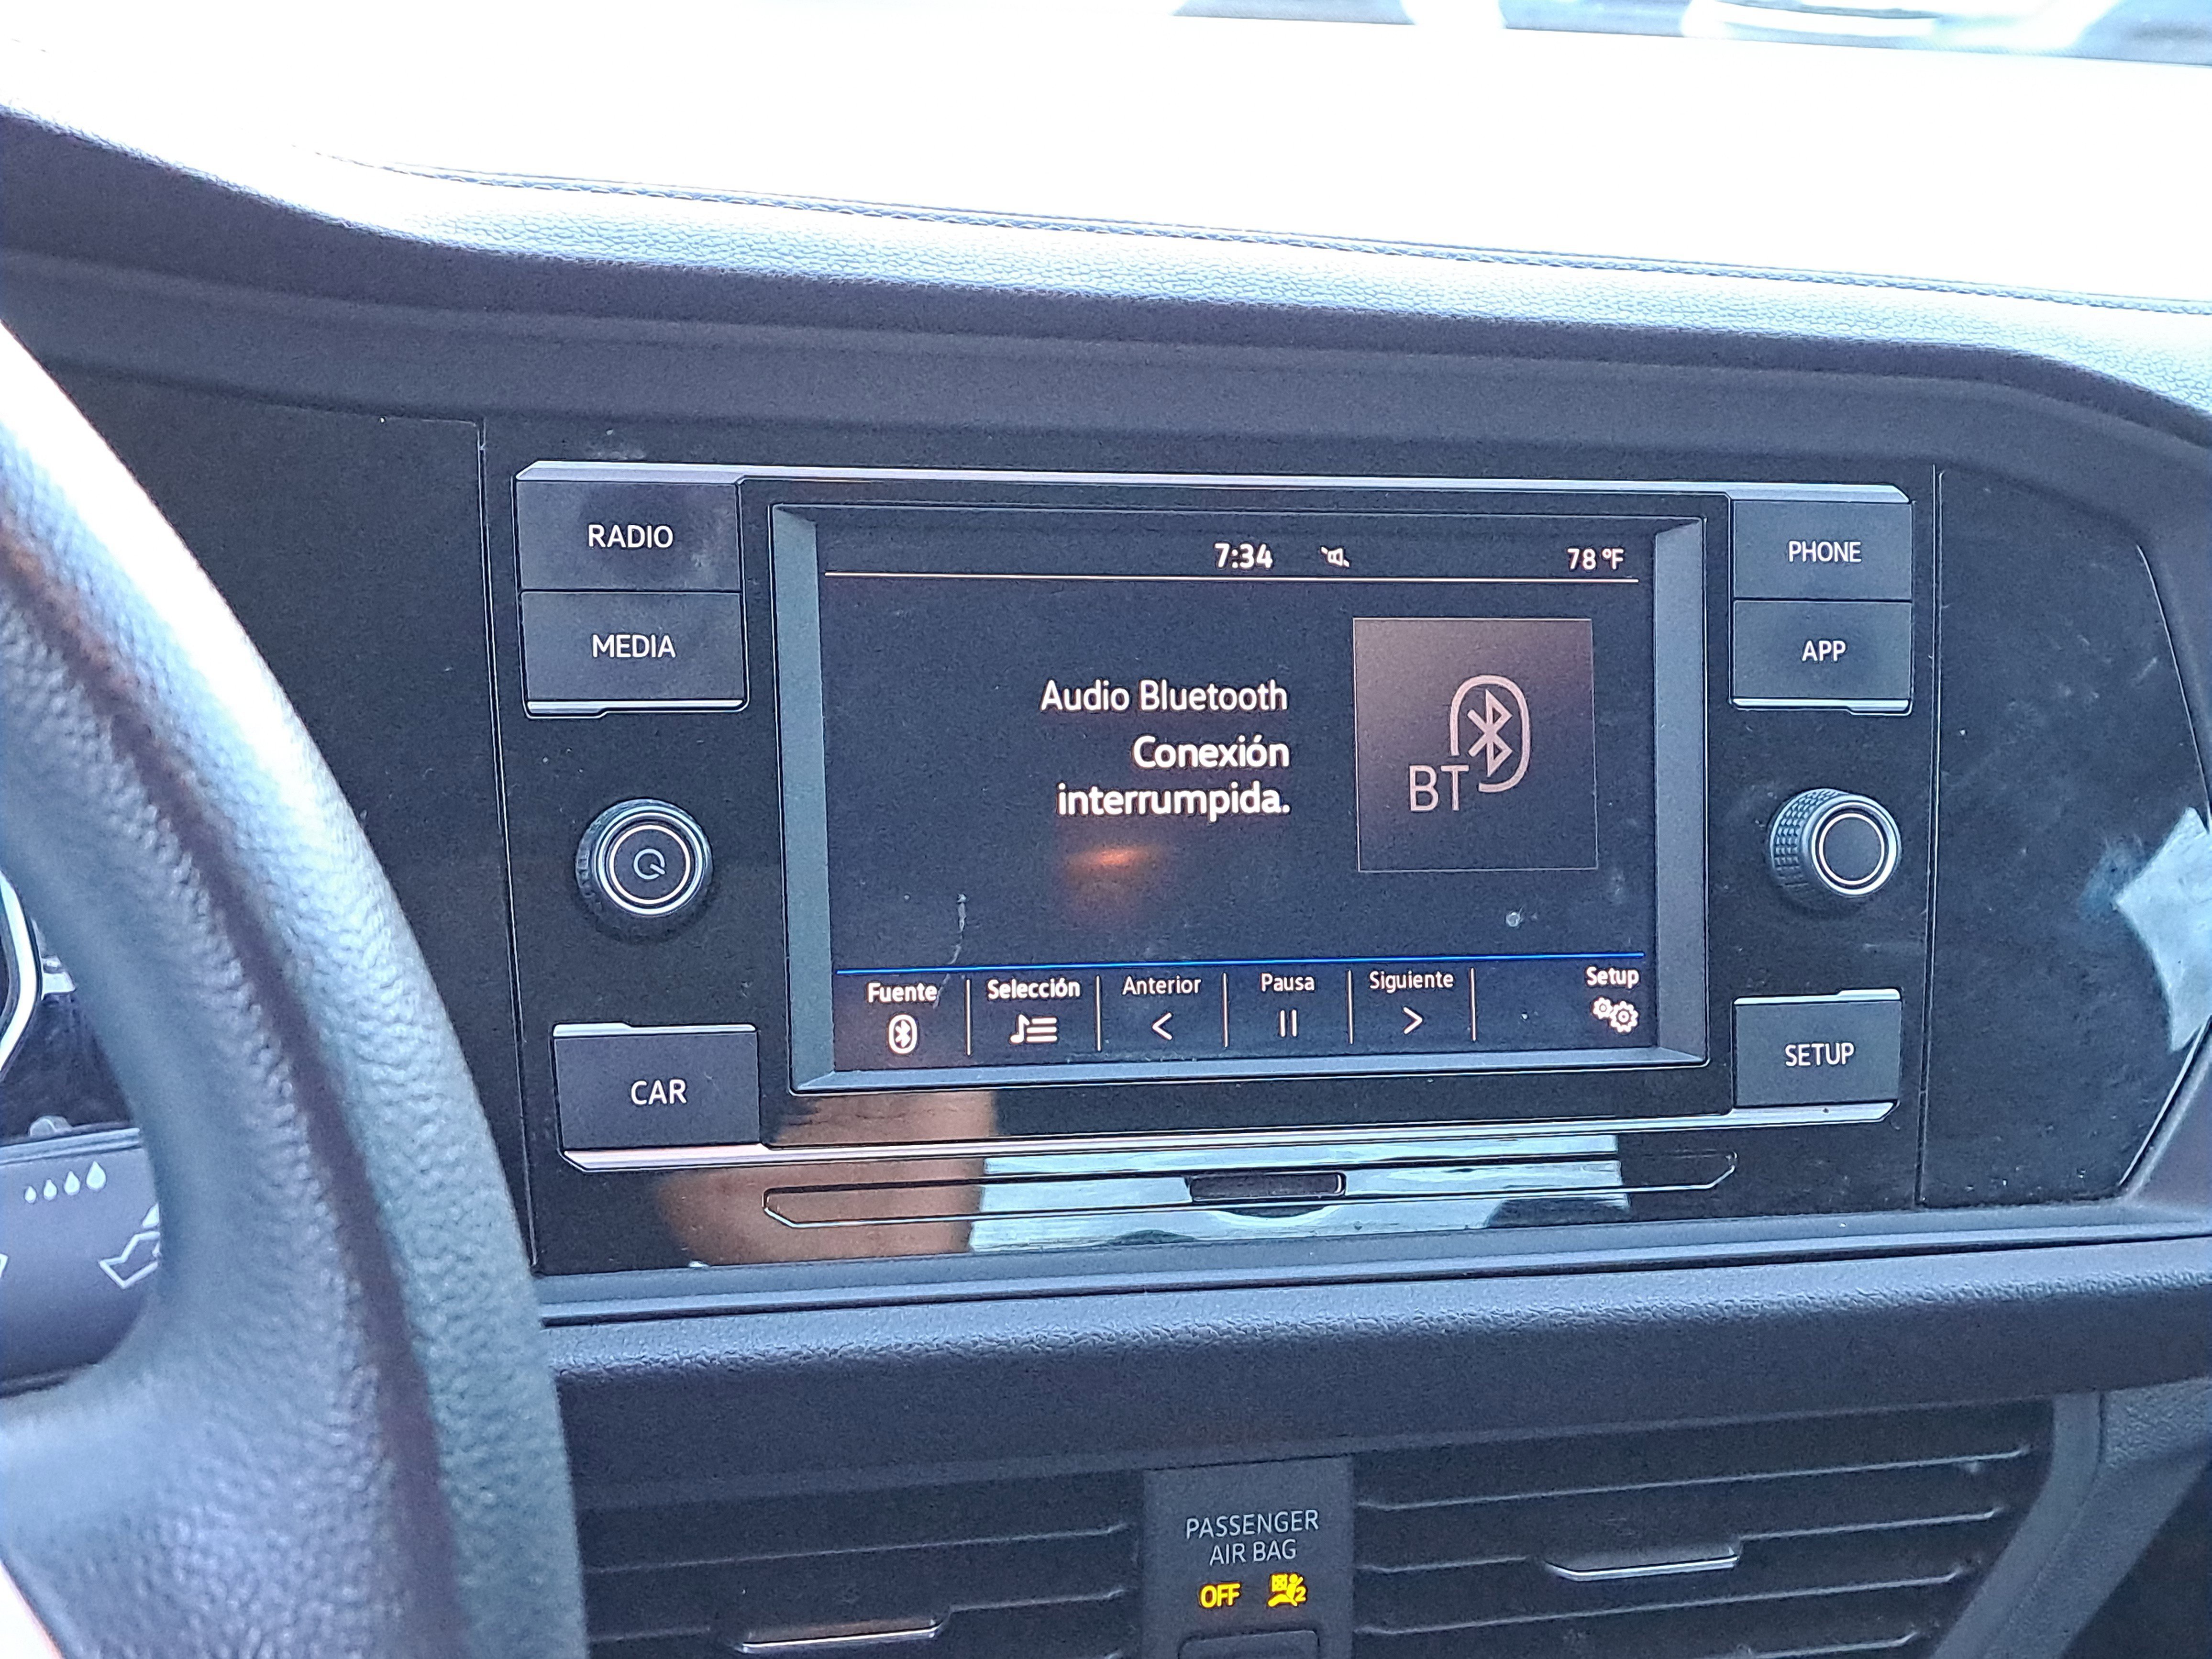 RADIO
MEDIA
CAR
7:34
78 °F
Audio Bluetooth
Conexión
interrumpida.
BT
Fuente
Selección
Anterior
Pausa
Siguiente
Setup
PHONE
APP
SETUP
PASSENGER
AIR BAG
OFF